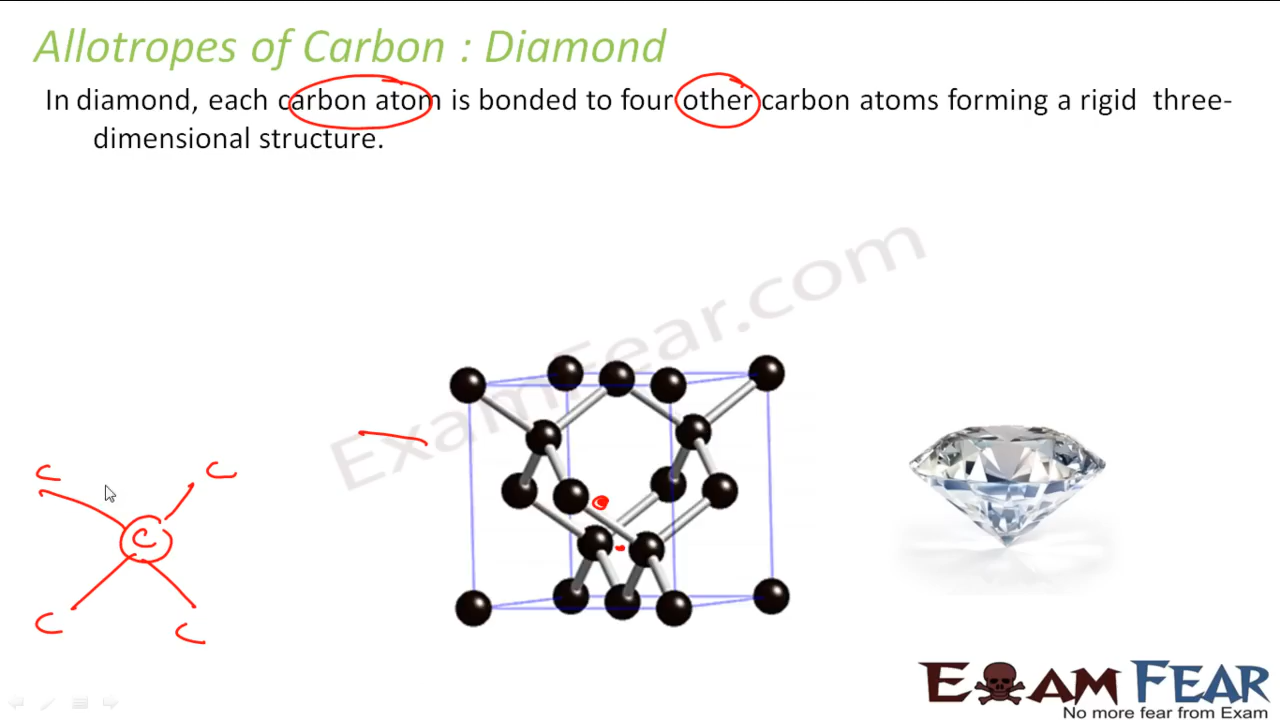 Allotropes of Carbon : Diamond
In diamond, each carbon atom is bonded to four other carbon atoms forming a rigid three-
dimensional structure.
ExamFear.com
C C
C
C C
EXAM FEAR
No more fear from Exam